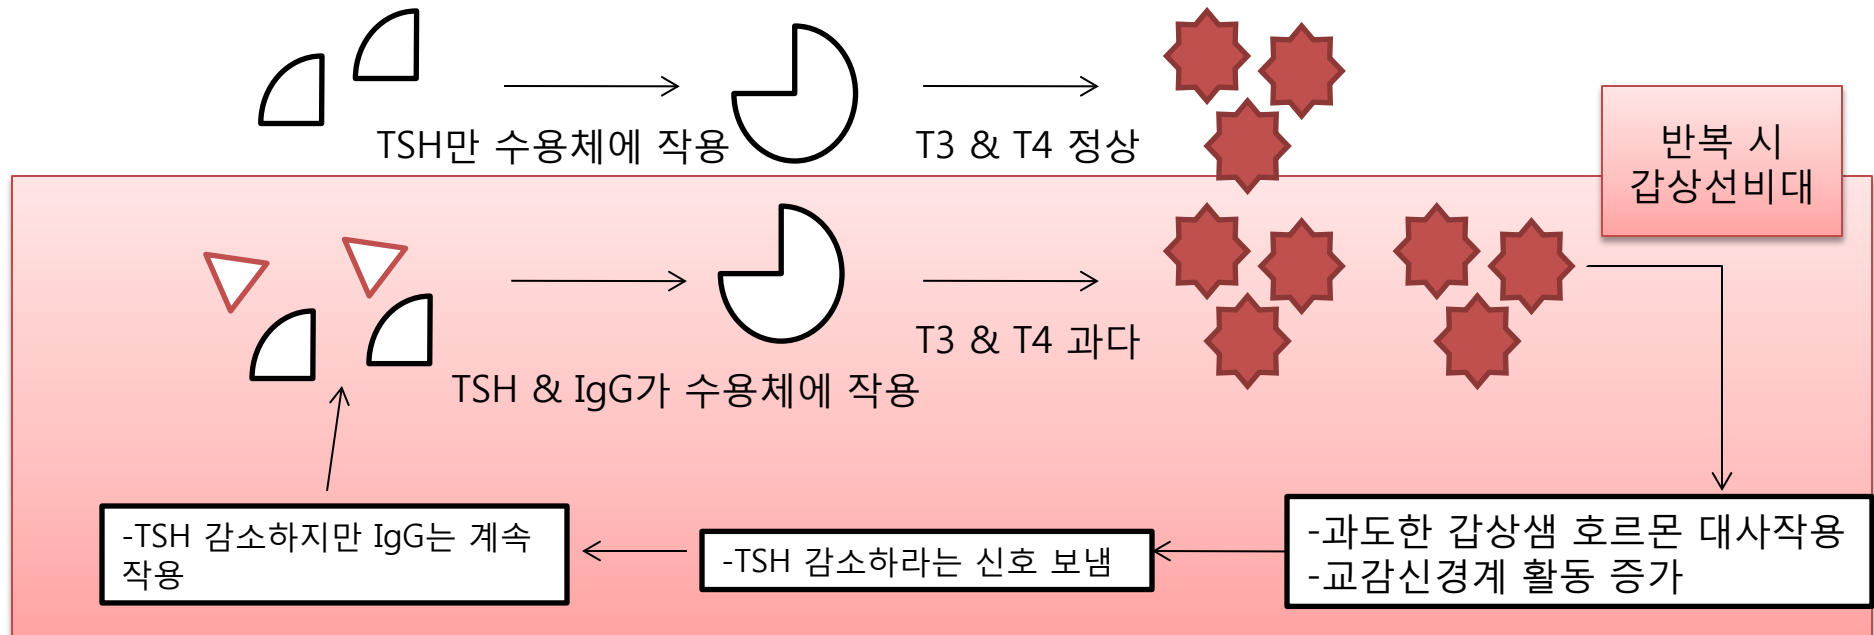 TSH만 수용체에 작용
T3 & T4 정상
반복 시
갑상선비대
T3 & T4 과다
TSH & IgG가 수용체에 작용
-과도한 갑상샘 호르몬 대사작용
-교감신경계 활동 증가
-TSH 감소하라는 신호 보냄
-TSH 감소하지만 IgG는 계속
작용